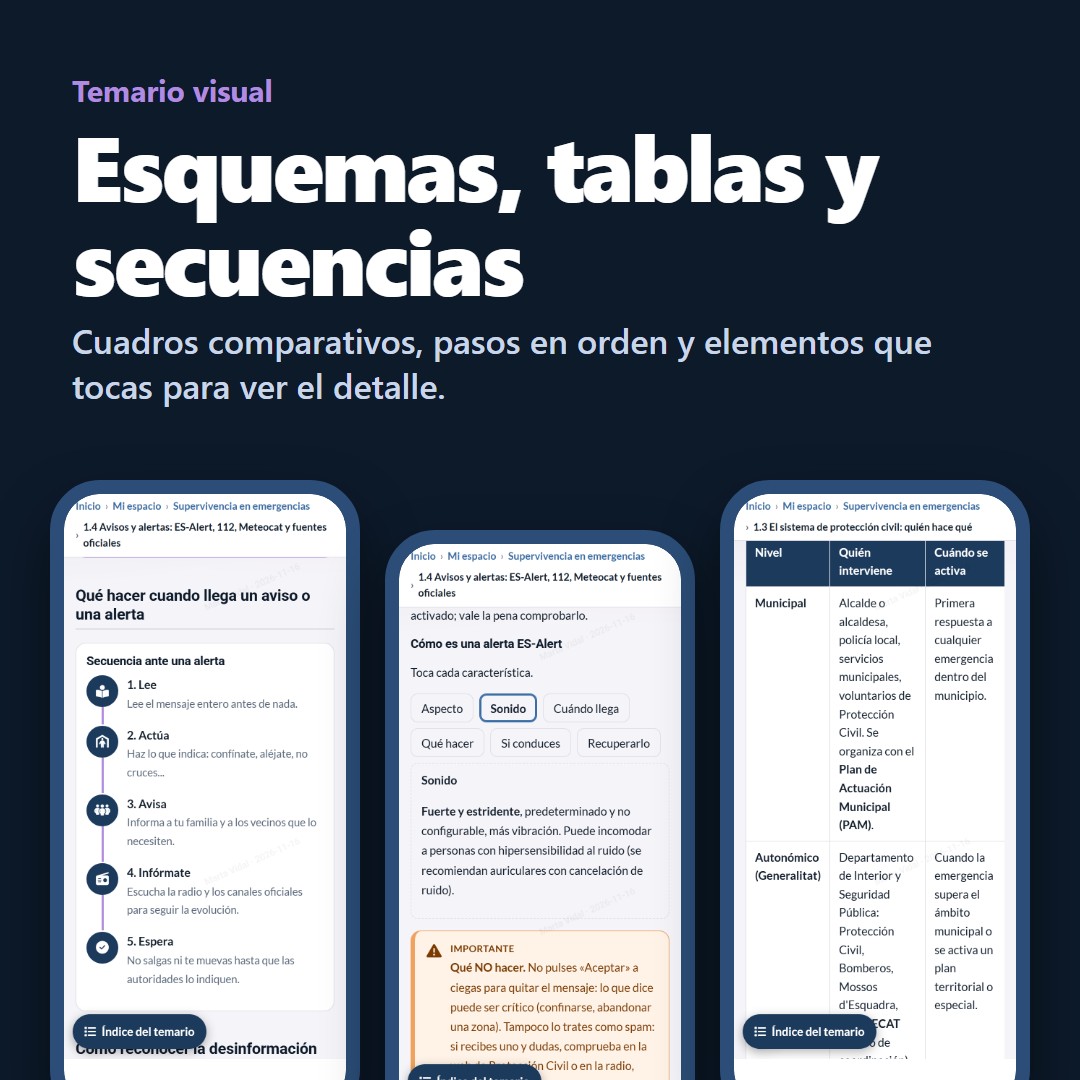 Temario visual
Esquemas, tablas y
secuencias
Cuadros comparativos, pasos en orden y elementos que
tocas para ver el detalle.
Inicio › Mi espacio › Supervivencia en emergencias
› 1.4 Avisos y alertas: ES-Alert, 112, Meteocat y fuentes
oficiales
Qué hacer cuando llega un aviso o
una alerta
Secuencia ante una alerta
1. Lee
Lee el mensaje entero antes de nada.
2. Actúa
Haz lo que indica: confínate, aléjate, no
cruces...
3. Avisa
Informa a tu familia y a los vecinos que lo
necesiten.
4. Infórmate
Escucha la radio y los canales oficiales
para seguir la evolución.
5. Espera
No salgas ni te muevas hasta que las
autoridades lo indiquen.
Índice del temario
Cómo reconocer la desinformación
Inicio › Mi espacio › Supervivencia en emergencias
› 1.4 Avisos y alertas: ES-Alert, 112, Meteocat y fuentes
oficiales
activado; vale la pena comprobarlo.
Cómo es una alerta ES-Alert
Toca cada característica.
Aspecto Sonido Cuándo llega
Qué hacer Si conduces Recuperarlo
Sonido
Fuerte y estridente, predeterminado y no
configurable, más vibración. Puede incomodar
a personas con hipersensibilidad al ruido (se
recomiendan auriculares con cancelación de
ruido).
IMPORTANTE
Qué NO hacer. No pulses «Aceptar» a
ciegas para quitar el mensaje: lo que dice
puede ser crítico (confinarse, abandonar
una zona). Tampoco lo trates como spam:
si recibes uno y dudas, comprueba en la
web de Protección Civil o en la radio,
Índice del temario
Inicio › Mi espacio › Supervivencia en emergencias
› 1.3 El sistema de protección civil: quién hace qué
Nivel
Quién
interviene
Cuándo se
activa
Municipal
Alcalde o
alcaldesa,
policía local,
servicios
municipales,
voluntarios de
Protección
Civil. Se
organiza con el
Plan de
Actuación
Municipal
(PAM).
Primera
respuesta a
cualquier
emergencia
dentro del
municipio.
Autonómico
(Generalitat)
Departamento
de Interior y
Seguridad
Pública:
Protección
Civil,
Bomberos,
Mossos
d'Esquadra,
Cuando la
emergencia
supera el
ámbito
municipal o
se activa un
plan
territorial o
especial.
Índice del temario